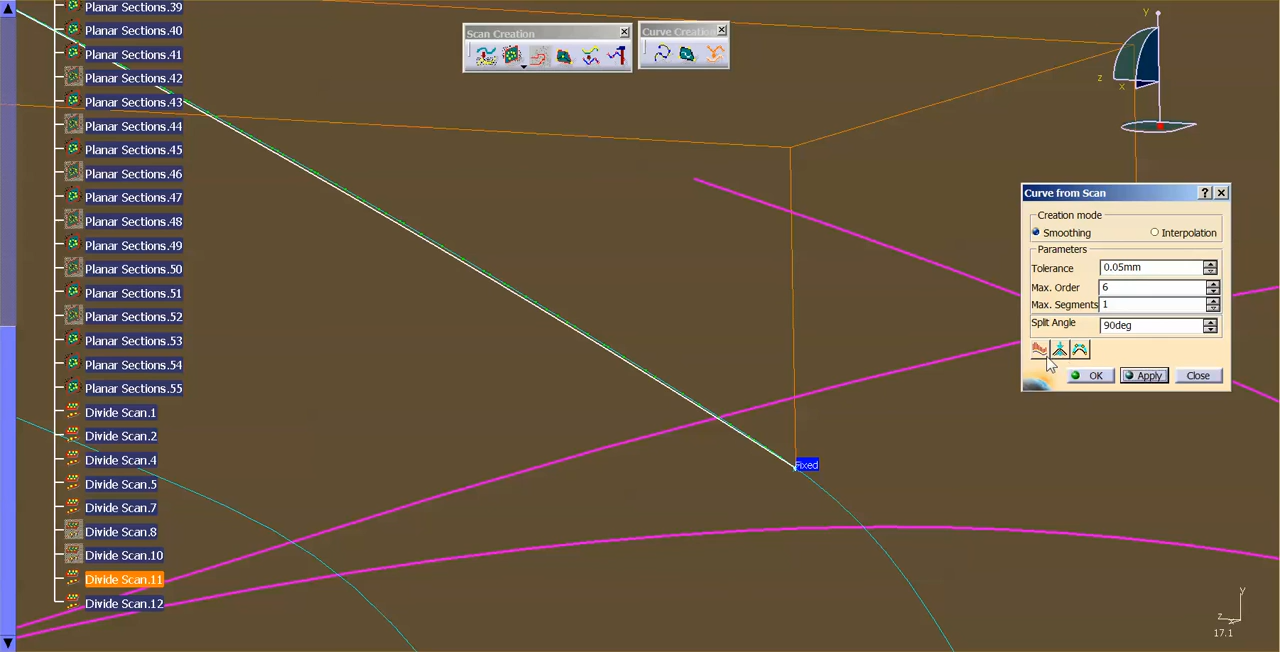 Planar Sections.39
Planar Sections.40
Planar Sections.41
Planar Sections.42
Planar Sections.43
Planar Sections.44
Planar Sections.45
Planar Sections.46
Planar Sections.47
Planar Sections.48
Planar Sections.49
Planar Sections.50
Planar Sections.51
Planar Sections.52
Planar Sections.53
Planar Sections.54
Planar Sections.55
Divide Scan.1
Divide Scan.2
Divide Scan.4
Divide Scan.5
Divide Scan.7
Divide Scan.8
Divide Scan.10
Divide Scan.11
Divide Scan.12
Scan Creation
Curve Creation
y
z
x
Curve from Scan
Creation mode
Smoothing Interpolation
Parameters
Tolerance 0.05mm
Max. Order 6
Max. Segments 1
Split Angle 90deg
OK Apply Close
Fixed
y
z
17.1